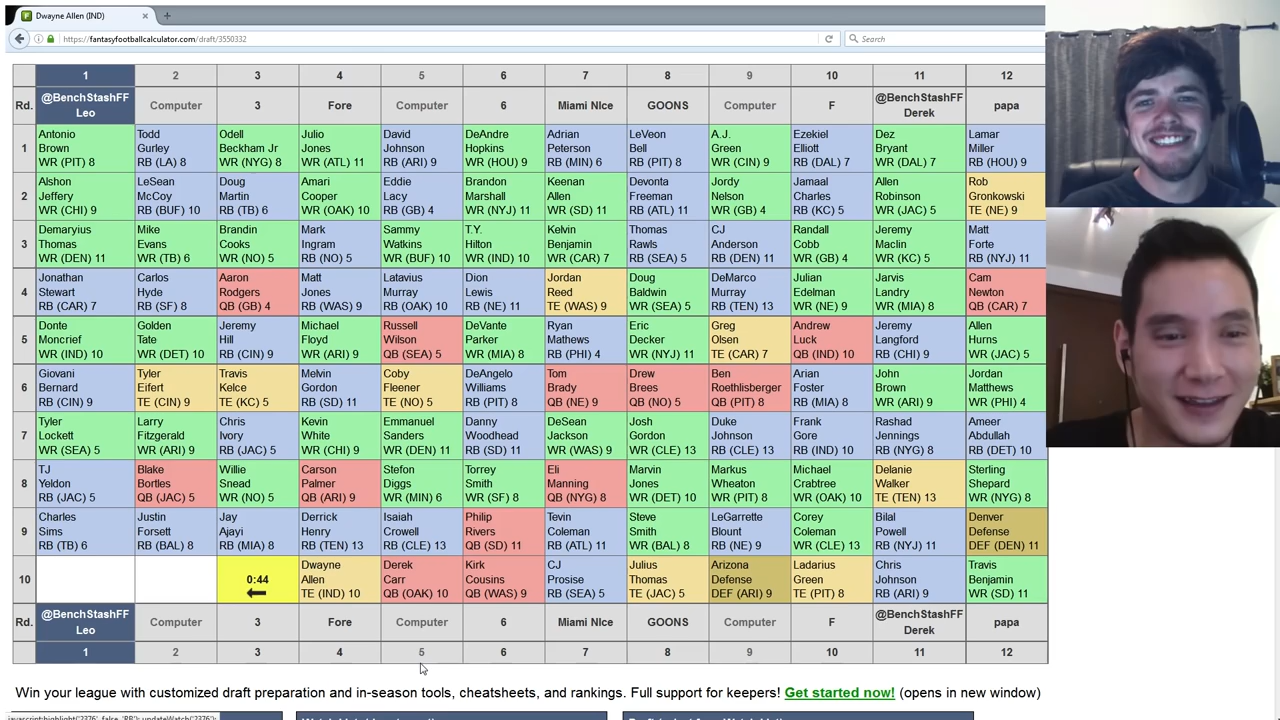 Dwayne Allen (IND)
https://fantasyfootballcalculator.com/draft/3550332
Search
1 2 3 4 5 6 7 8 9 10 11 12
Rd. @BenchStashFF Leo Computer 3 Fore Computer 6 Miami NIce GOONS Computer F @BenchStashFF Derek papa
1
Antonio Todd Odell Julio David DeAndre Adrian LeVeon A.J. Ezekiel Dez Lamar
Brown Gurley Beckham Jr Jones Johnson Hopkins Peterson Bell Green Elliott Bryant Miller
WR (PIT) 8 RB (LA) 8 WR (NYG) 8 WR (ATL) 11 RB (ARI) 9 WR (HOU) 9 RB (MIN) 6 RB (PIT) 8 WR (CIN) 9 RB (DAL) 7 WR (DAL) 7 RB (HOU) 9
2
Alshon LeSean Doug Amari Eddie Brandon Keenan Devonta Jordy Jamaal Allen Rob
Jeffery McCoy Martin Cooper Lacy Marshall Allen Freeman Nelson Charles Robinson Gronkowski
WR (CHI) 9 RB (BUF) 10 RB (TB) 6 WR (OAK) 10 RB (GB) 4 WR (NYJ) 11 WR (SD) 11 RB (ATL) 11 WR (GB) 4 RB (KC) 5 WR (JAC) 5 TE (NE) 9
3
Demaryius Mike Brandin Mark Sammy T.Y. Kelvin Thomas CJ Randall Jeremy Matt
Thomas Evans Cooks Ingram Watkins Hilton Benjamin Rawls Anderson Cobb Maclin Forte
WR (DEN) 11 WR (TB) 6 WR (NO) 5 RB (NO) 5 WR (BUF) 10 WR (IND) 10 WR (CAR) 7 RB (SEA) 5 RB (DEN) 11 WR (GB) 4 WR (KC) 5 RB (NYJ) 11
4
Jonathan Carlos Aaron Matt Latavius Dion Jordan Doug DeMarco Julian Jarvis Cam
Stewart Hyde Rodgers Jones Murray Lewis Reed Baldwin Murray Edelman Landry Newton
RB (CAR) 7 RB (SF) 8 QB (GB) 4 RB (WAS) 9 RB (OAK) 10 RB (NE) 11 TE (WAS) 9 WR (SEA) 5 RB (TEN) 13 WR (NE) 9 WR (MIA) 8 QB (CAR) 7
5
Donte Golden Jeremy Michael Russell DeVante Ryan Eric Greg Andrew Jeremy Allen
Moncrief Tate Hill Floyd Wilson Parker Mathews Decker Olsen Luck Langford Hurns
WR (IND) 10 WR (DET) 10 RB (CIN) 9 WR (ARI) 9 QB (SEA) 5 WR (MIA) 8 RB (PHI) 4 WR (NYJ) 11 TE (CAR) 7 QB (IND) 10 RB (CHI) 9 WR (JAC) 5
6
Giovani Tyler Travis Melvin Coby DeAngelo Tom Drew Ben Arian John Jordan
Bernard Eifert Kelce Gordon Fleener Williams Brady Brees Roethlisberger Foster Brown Matthews
RB (CIN) 9 TE (CIN) 9 TE (KC) 5 RB (SD) 11 TE (NO) 5 RB (PIT) 8 QB (NE) 9 QB (NO) 5 QB (PIT) 8 RB (MIA) 8 WR (ARI) 9 WR (PHI) 4
7
Tyler Larry Chris Kevin Emmanuel Danny DeSean Josh Duke Frank Rashad Ameer
Lockett Fitzgerald Ivory White Sanders Woodhead Jackson Gordon Johnson Gore Jennings Abdullah
WR (SEA) 5 WR (ARI) 9 RB (JAC) 5 WR (CHI) 9 WR (DEN) 11 RB (SD) 11 WR (WAS) 9 WR (CLE) 13 RB (CLE) 13 RB (IND) 10 RB (NYG) 8 RB (DET) 10
8
TJ Blake Willie Carson Stefon Torrey Eli Marvin Markus Michael Delanie Sterling
Yeldon Bortles Snead Palmer Diggs Smith Manning Jones Wheaton Crabtree Walker Shepard
RB (JAC) 5 QB (JAC) 5 WR (NO) 5 QB (ARI) 9 WR (MIN) 6 WR (SF) 8 QB (NYG) 8 WR (DET) 10 WR (PIT) 8 WR (OAK) 10 TE (TEN) 13 WR (NYG) 8
9
Charles Justin Jay Derrick Isaiah Philip Tevin Steve LeGarrette Corey Bilal Denver
Sims Forsett Ajayi Henry Crowell Rivers Coleman Smith Blount Coleman Powell Defense
RB (TB) 6 RB (BAL) 8 RB (MIA) 8 RB (TEN) 13 RB (CLE) 13 QB (SD) 11 RB (ATL) 11 WR (BAL) 8 RB (NE) 9 WR (CLE) 13 RB (NYJ) 11 DEF (DEN) 11
10
Dwayne Derek Kirk CJ Julius Arizona Ladarius Chris Travis
0:44 Allen Carr Cousins Prosise Thomas Defense Green Johnson Benjamin
TE (IND) 10 QB (OAK) 10 QB (WAS) 9 RB (SEA) 5 TE (JAC) 5 DEF (ARI) 9 TE (PIT) 8 RB (ARI) 9 WR (SD) 11
Rd. @BenchStashFF Leo Computer 3 Fore Computer 6 Miami NIce GOONS Computer F @BenchStashFF Derek papa
1 2 3 4 5 6 7 8 9 10 11 12
Win your league with customized draft preparation and in-season tools, cheatsheets, and rankings. Full support for keepers! Get started now! (opens in new window)